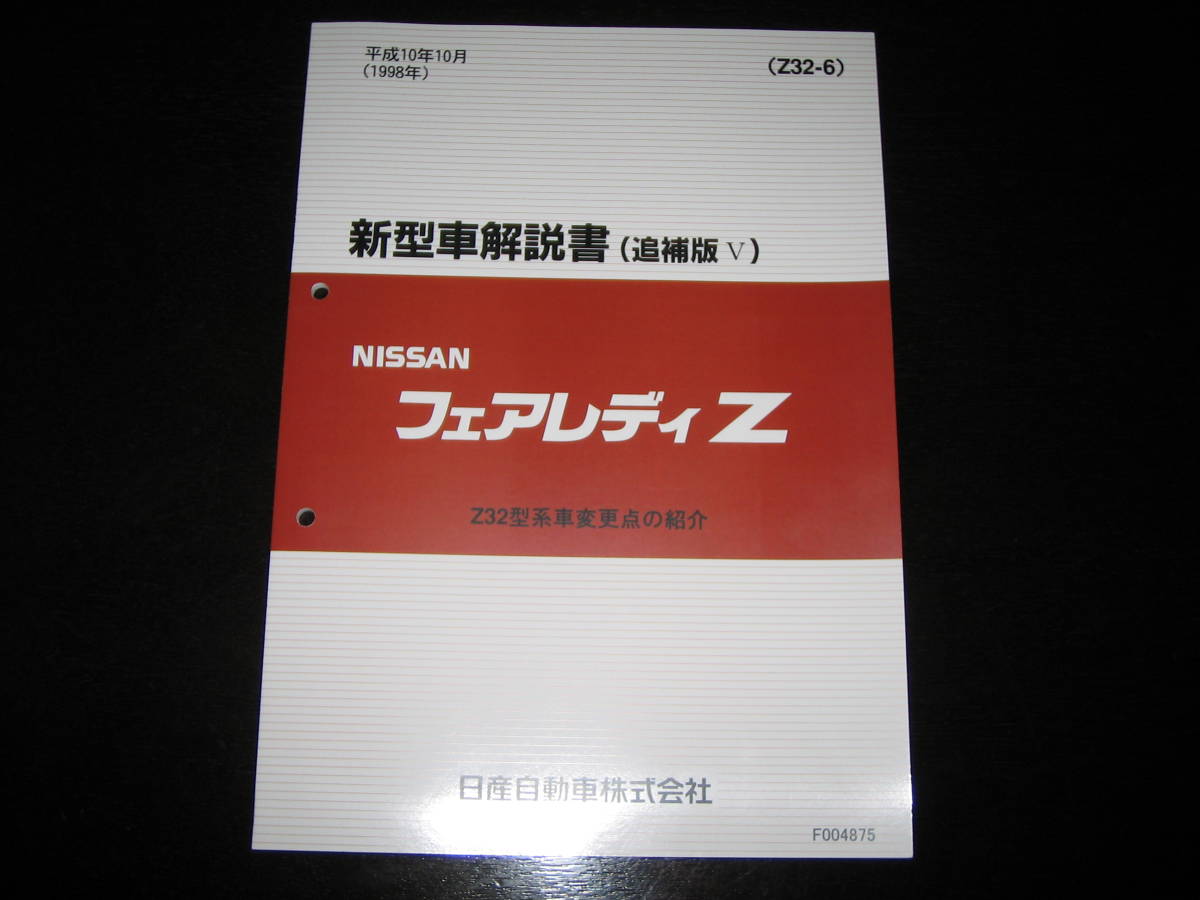 平成10年10月
(1998年)
(Z32-6)
新型車解説書(追補版 V)
NISSAN
フェアレディZ
Z32型系車変更点の紹介
日産自動車株式会社
F004875